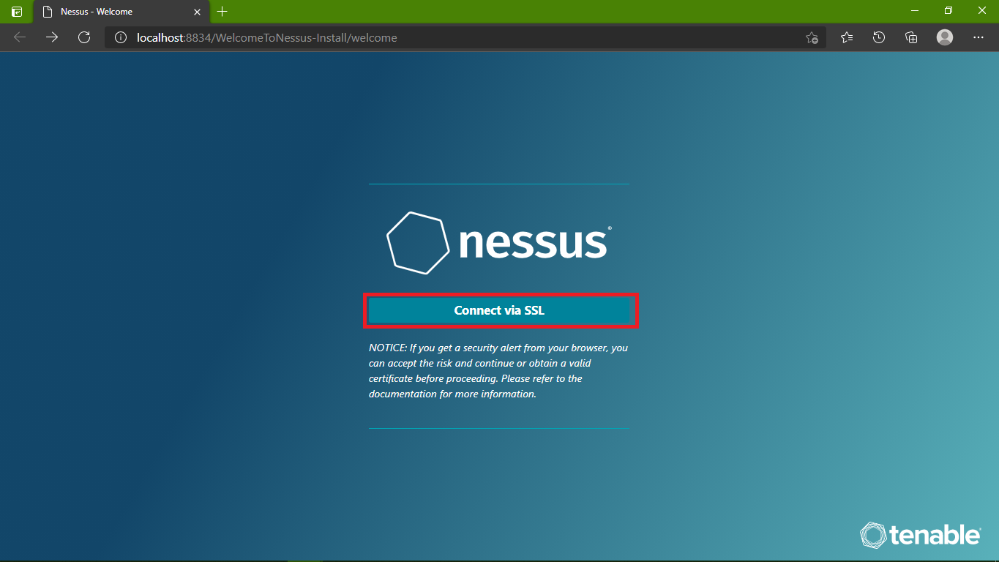 Nessus - Welcome
localhost:8834/WelcomeToNessus-Install/welcome
nessus®
Connect via SSL
NOTICE: If you get a security alert from your browser, you
can accept the risk and continue or obtain a valid
certificate before proceeding. Please refer to the
documentation for more information.
tenable®